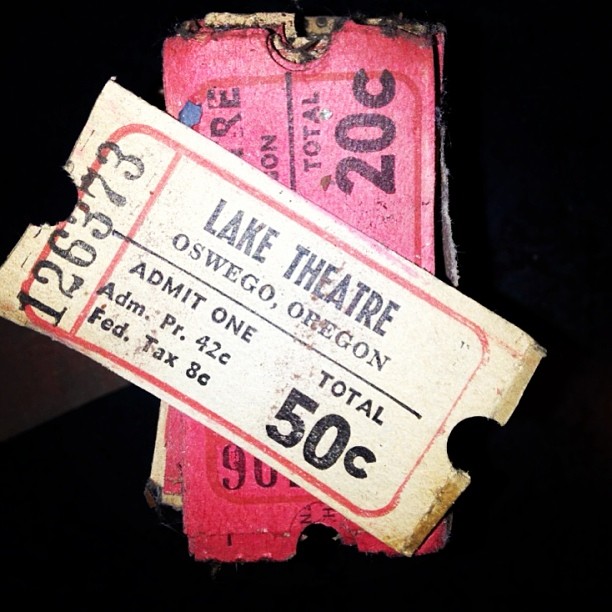 126373
LAKE THEATRE
OSWEGO, OREGON
ADMIT ONE
Adm. Pr. 42c
Fed. Tax 8c
TOTAL
50c
TOTAL
20c